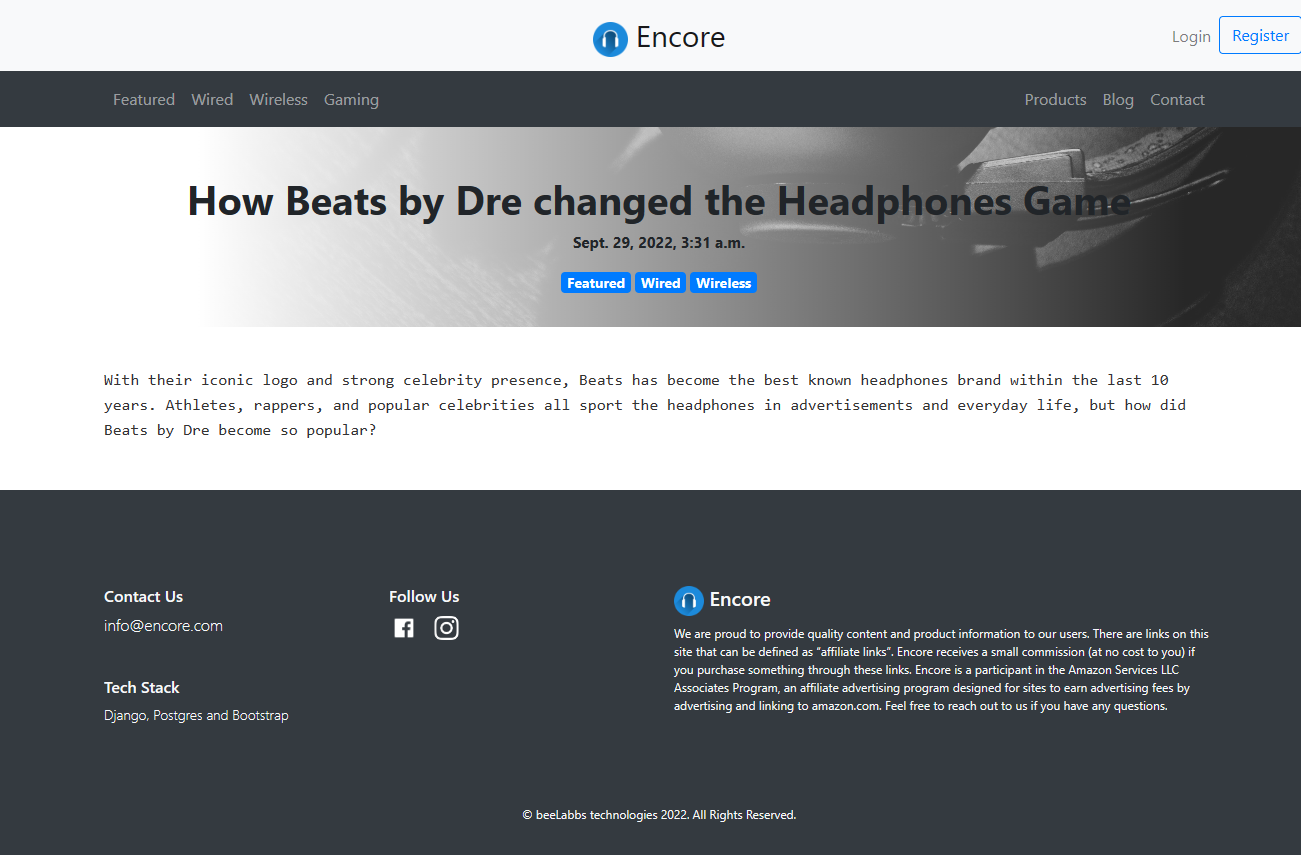 Encore
Login Register
Featured Wired Wireless Gaming Products Blog Contact
How Beats by Dre changed the Headphones Game
Sept. 29, 2022, 3:31 a.m.
Featured Wired Wireless
With their iconic logo and strong celebrity presence, Beats has become the best known headphones brand within the last 10
years. Athletes, rappers, and popular celebrities all sport the headphones in advertisements and everyday life, but how did
Beats by Dre become so popular?
Contact Us
info@encore.com
Tech Stack
Django, Postgres and Bootstrap
Follow Us
Encore
We are proud to provide quality content and product information to our users. There are links on this
site that can be defined as “affiliate links”. Encore receives a small commission (at no cost to you) if
you purchase something through these links. Encore is a participant in the Amazon Services LLC
Associates Program, an affiliate advertising program designed for sites to earn advertising fees by
advertising and linking to amazon.com. Feel free to reach out to us if you have any questions.
© beeLabbs technologies 2022. All Rights Reserved.